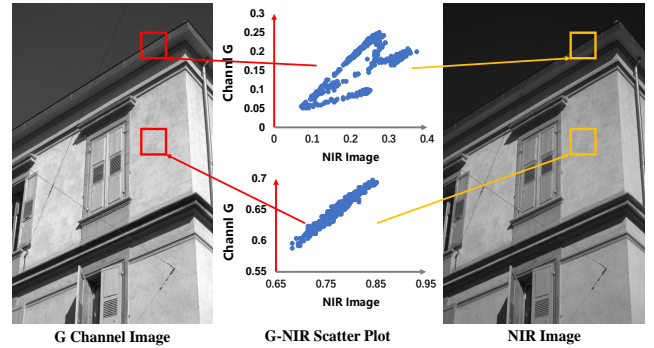 0.3
0.25
0.2
0.15
0.1
0.05
0
Channl G
0
0.1
0.2
0.3
0.4
NIR Image
0.7
0.65
0.6
0.55
Channl G
0.65
0.75
0.85
0.95
NIR Image
G Channel Image
G-NIR Scatter Plot
NIR Image